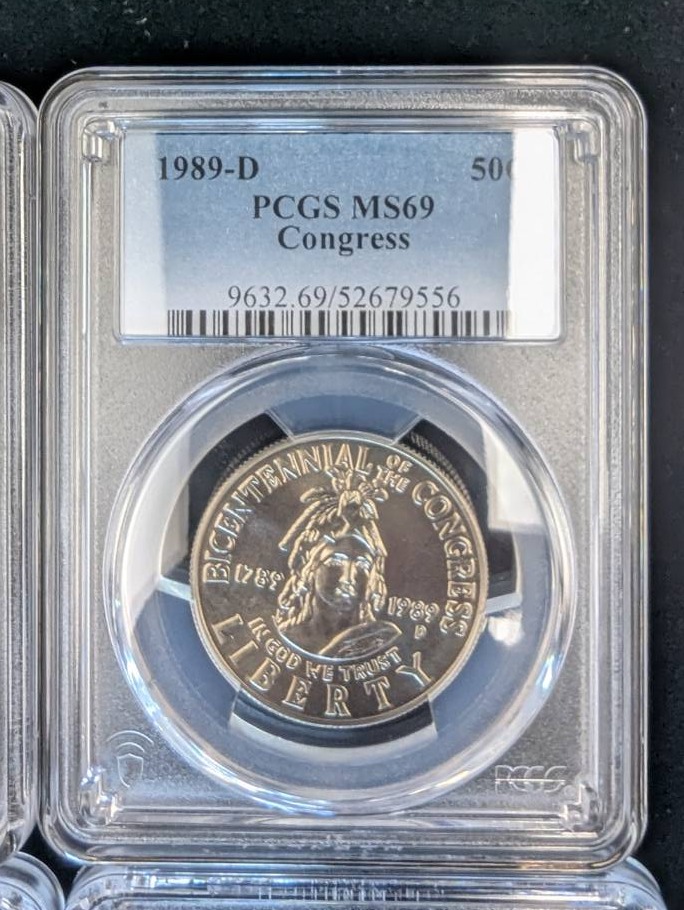 1989-D 50C
PCGS MS69
Congress
9632.69/52679556
BICENTENNIAL OF THE CONGRESS
1789
1989
D
IN GOD WE TRUST
LIBERTY
PCGS